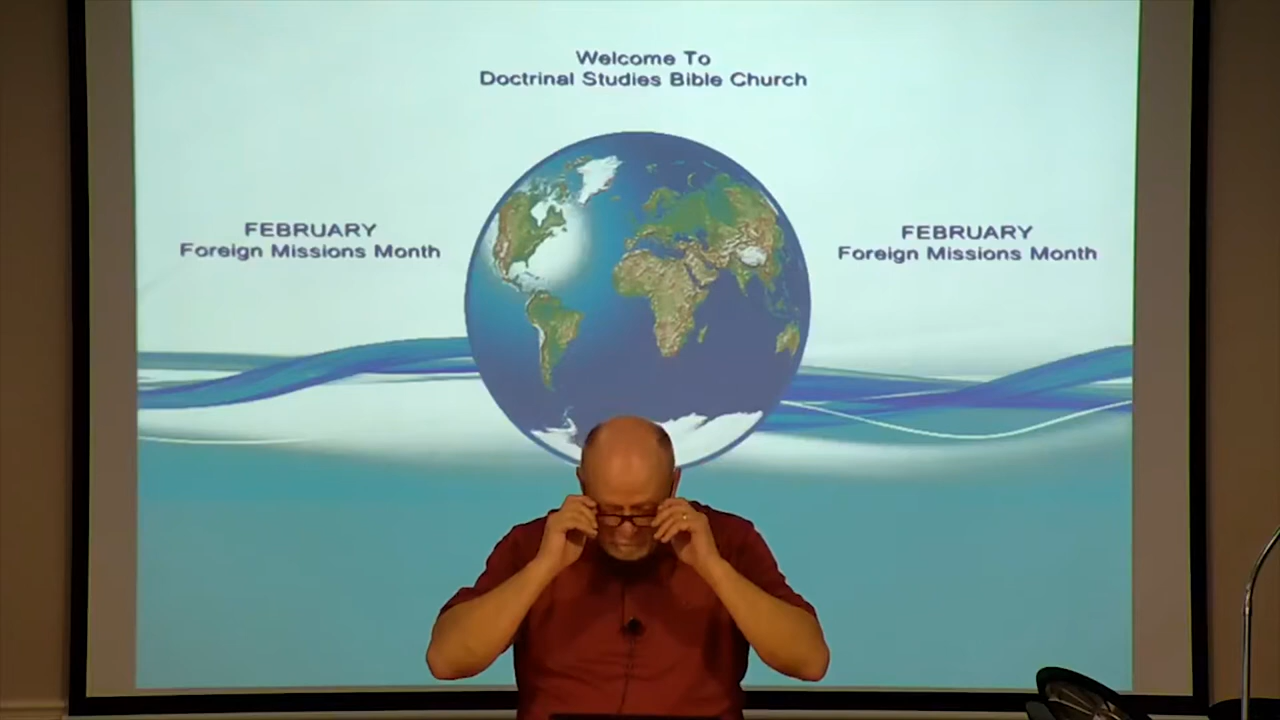 Welcome To
Doctrinal Studies Bible Church
FEBRUARY
Foreign Missions Month
FEBRUARY
Foreign Missions Month